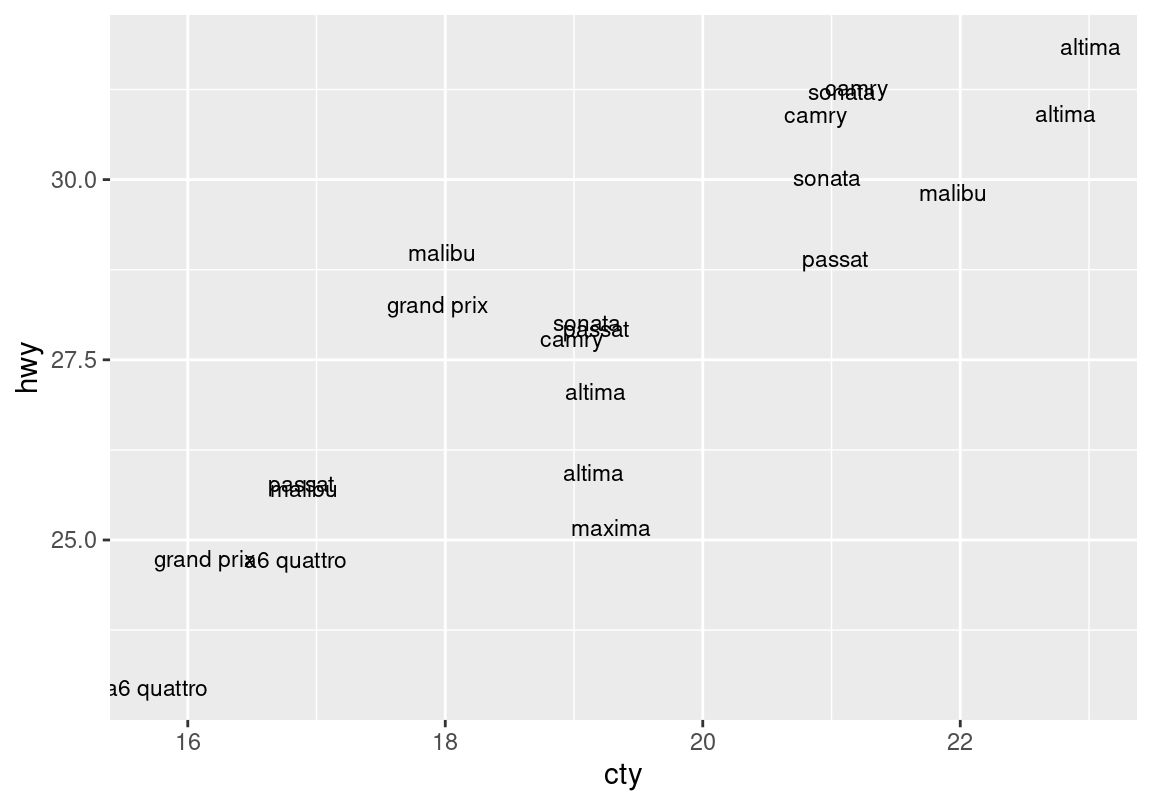 altima
camry
sonata
camry
altima
sonata
malibu
malibu
passat
grand prix
sonata
passat
camry
altima
altima
passat
malibu
maxima
grand prix
a6 quattro
a6 quattro
30.0
27.5
25.0
hwy
16 18 20 22
cty